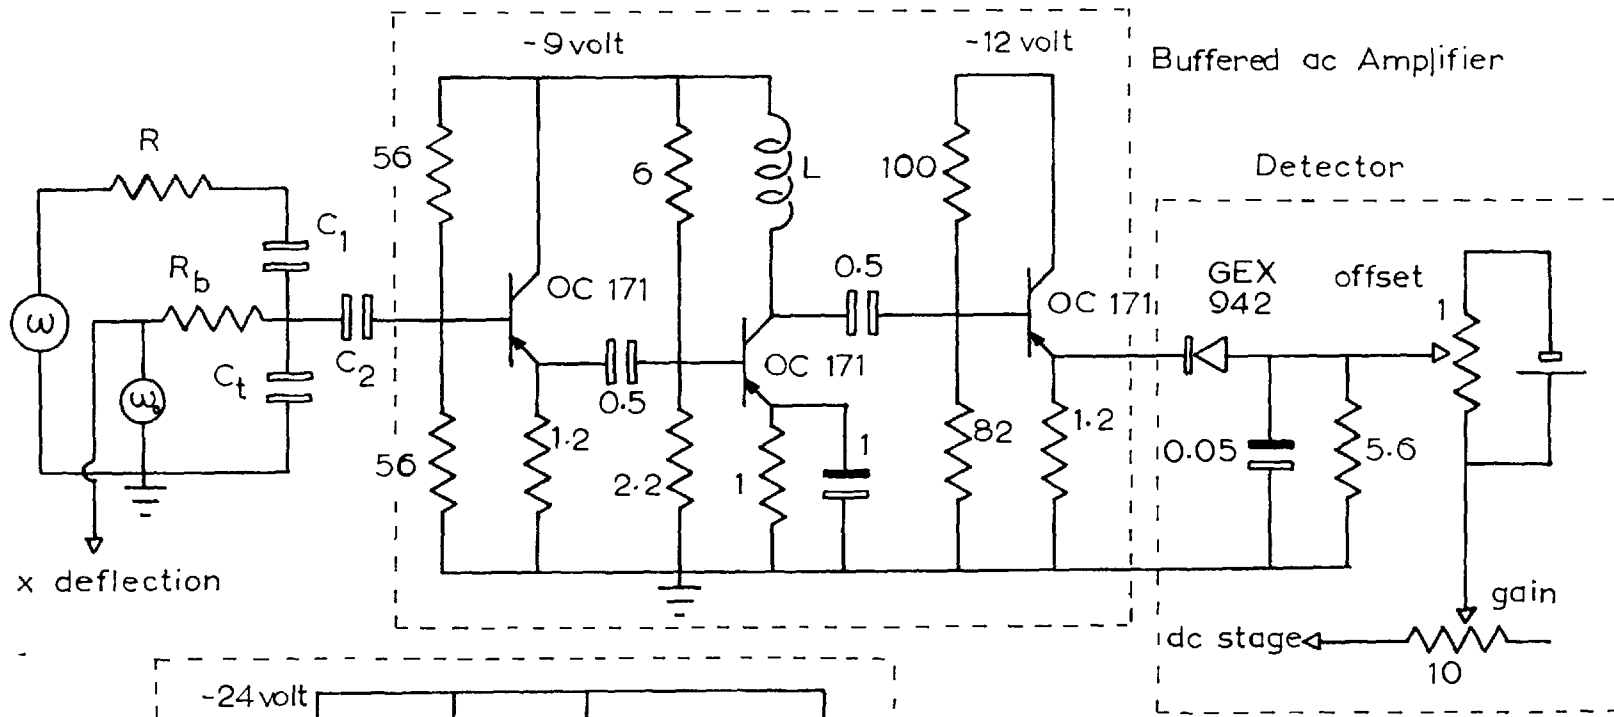 -9 volt
-12 volt
Buffered ac Amplifier
R
56
6
L
100
Detector
C1
Rb
0.5
GEX
942
offset
OC 171
OC 171
1
ω
C2
Ct
ω
0.5
OC 171
56
1.2
2.2
1
1
82
1.2
0.05
5.6
x deflection
gain
dc stage
10
-24 volt